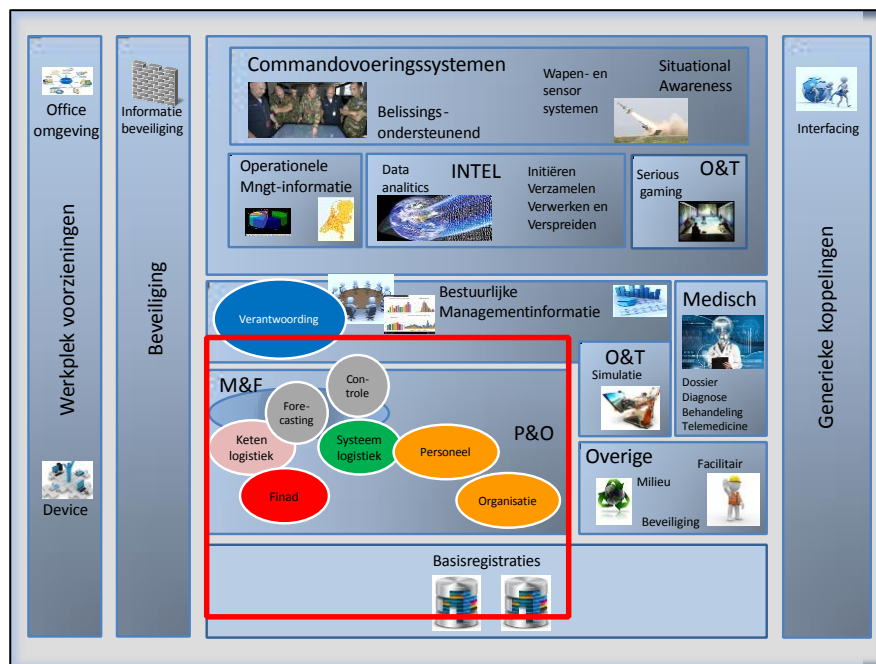 Office
omgeving
Werkplek voorzieningen
Device
Informatie
beveiliging
Beveiliging
Commandovoeringssystemen
Belissings-
ondersteunend
Wapen- en
sensor
systemen
Situational
Awareness
Operationele
Mngt-informatie
Data
analitics
INTEL
Initiëren
Verzamelen
Verwerken en
Verspreiden
Serious
gaming
O&T
Verantwoording
Bestuurlijke
Managementinformatie
Medisch
Dossier
Diagnose
Behandeling
Telemedicine
O&T
Simulatie
M&F
Con-
trole
Fore-
casting
Keten
logistiek
Systeem
logistiek
P&O
Personeel
Finad
Organisatie
Overige
Facilitair
Milieu
Beveiliging
Basisregistraties
Interfacing
Generieke koppelingen